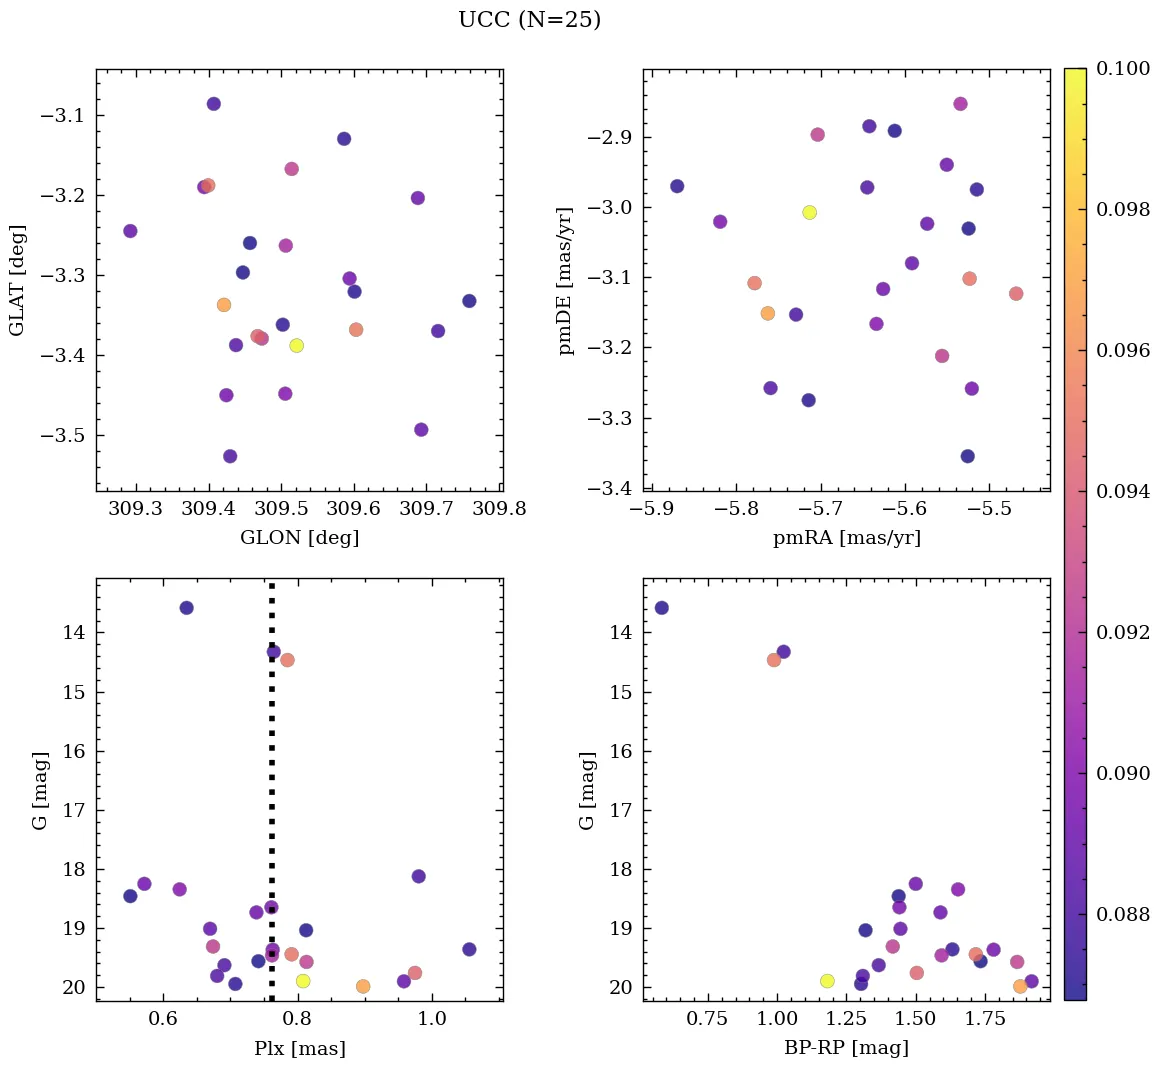 UCC (N=25)
−3.1
−3.2
−3.3
−3.4
−3.5
GLAT [deg]
309.3 309.4 309.5 309.6 309.7 309.8
GLON [deg]
−2.9
−3.0
−3.1
−3.2
−3.3
−3.4
pmDE [mas/yr]
−5.9 −5.8 −5.7 −5.6 −5.5
pmRA [mas/yr]
14
15
16
17
18
19
20
G [mag]
0.6 0.8 1.0
Plx [mas]
14
15
16
17
18
19
20
G [mag]
0.75 1.00 1.25 1.50 1.75
BP-RP [mag]
0.100
0.098
0.096
0.094
0.092
0.090
0.088